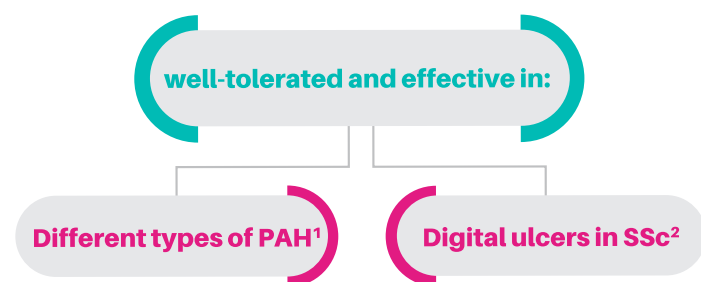 well-tolerated and effective in:
Different types of PAH¹
Digital ulcers in SSc²